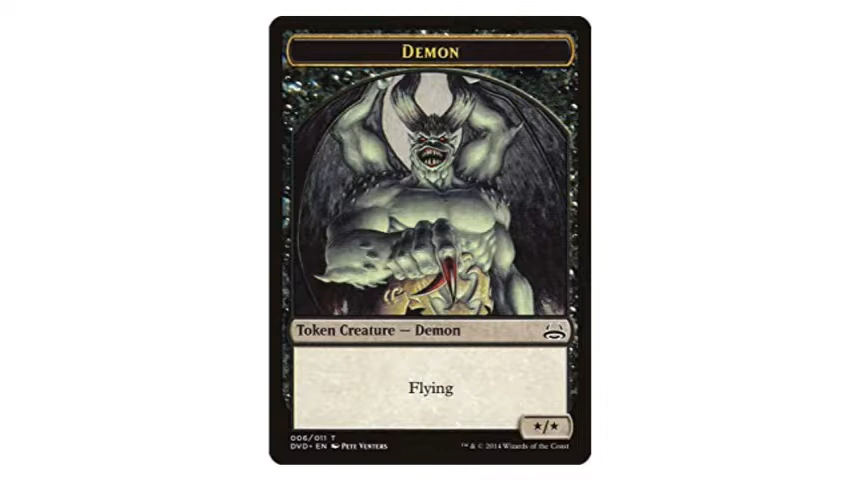 DEMON
Token Creature — Demon
Flying
★/★
006/011 T
DVD • EN PETE VENTERS
™ & © 2014 Wizards of the Coast